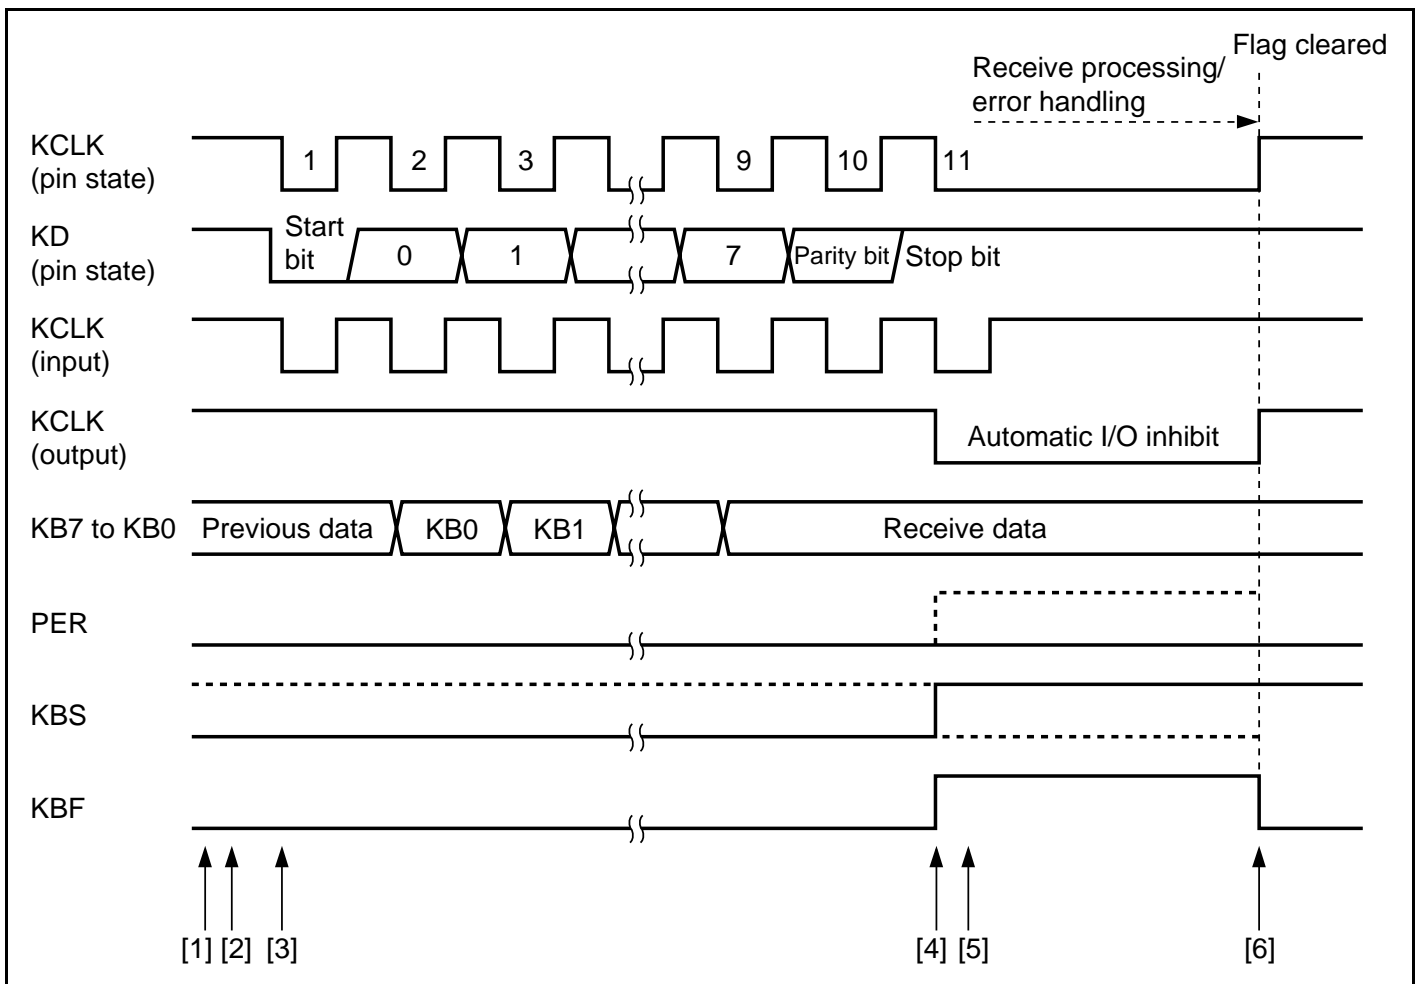 Flag cleared
Receive processing/
error handling
KCLK
(pin state)
1 2 3 9 10 11
KD
(pin state)
Start
bit
0 1 7 Parity bit Stop bit
KCLK
(input)
KCLK
(output)
Automatic I/O inhibit
KB7 to KB0 Previous data KB0 KB1 Receive data
PER
KBS
KBF
[1] [2] [3] [4] [5] [6]